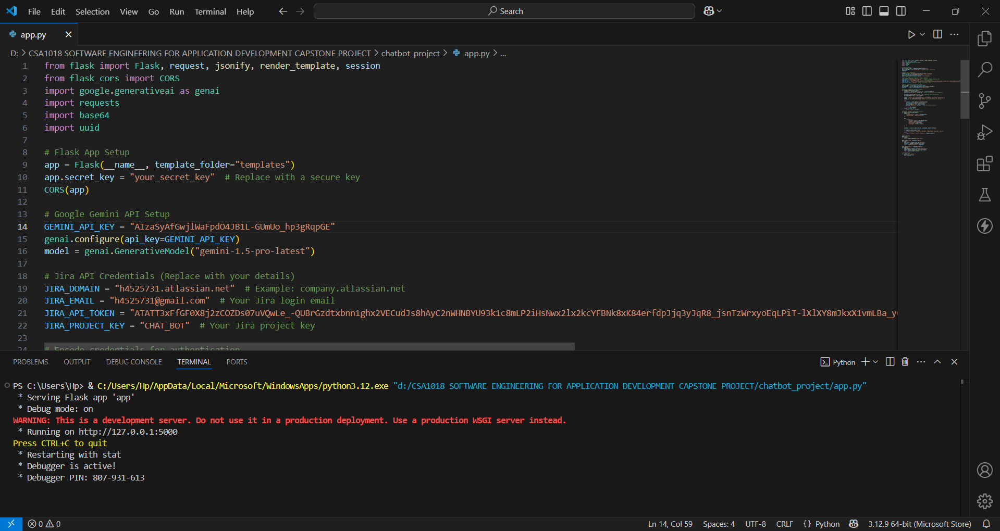 File Edit Selection View Go Run Terminal Help
Search
app.py
D: > CSA1018 SOFTWARE ENGINEERING FOR APPLICATION DEVELOPMENT CAPSTONE PROJECT > chatbot_project > app.py > ...
1 from flask import Flask, request, jsonify, render_template, session
2 from flask_cors import CORS
3 import google.generativeai as genai
4 import requests
5 import base64
6 import uuid
7
8 # Flask App Setup
9 app = Flask(__name__, template_folder="templates")
10 app.secret_key = "your_secret_key"  # Replace with a secure key
11 CORS(app)
12
13 # Google Gemini API Setup
14 GEMINI_API_KEY = "AIzaSyAfGwjlWaFpdO4JB1L-GUmUo_hp3gRqpGE"
15 genai.configure(api_key=GEMINI_API_KEY)
16 model = genai.GenerativeModel("gemini-1.5-pro-latest")
17
18 # Jira API Credentials (Replace with your details)
19 JIRA_DOMAIN = "h4525731.atlassian.net"  # Example: company.atlassian.net
20 JIRA_EMAIL = "h4525731@gmail.com"  # Your Jira login email
21 JIRA_API_TOKEN = "ATATT3xFfGF0X8j2zCOZDs07uVQwLe_-QUBrGzdtxbnn1ghx2VECudJs8hAyC2nWHNBYU93k1c8mLP2iHsNwx2lx2kcYFBNk8xK84erfdpJjq3yJqR8_jsnTzWrxyoEqLPiT-lXlXY8mJkxX1vmLBa_y
22 JIRA_PROJECT_KEY = "CHAT_BOT"  # Your Jira project key
23
24 # Encode credentials for authentication
PROBLEMS OUTPUT DEBUG CONSOLE TERMINAL PORTS
Python
PS C:\Users\Hp> & C:/Users/Hp/AppData/Local/Microsoft/WindowsApps/python3.12.exe "d:/CSA1018 SOFTWARE ENGINEERING FOR APPLICATION DEVELOPMENT CAPSTONE PROJECT/chatbot_project/app.py"
* Serving Flask app 'app'
* Debug mode: on
WARNING: This is a development server. Do not use it in a production deployment. Use a production WSGI server instead.
* Running on http://127.0.0.1:5000
Press CTRL+C to quit
* Restarting with stat
* Debugger is active!
* Debugger PIN: 807-931-613
0 0 Ln 14, Col 59 Spaces: 4 UTF-8 CRLF {} Python 3.12.9 64-bit (Microsoft Store)